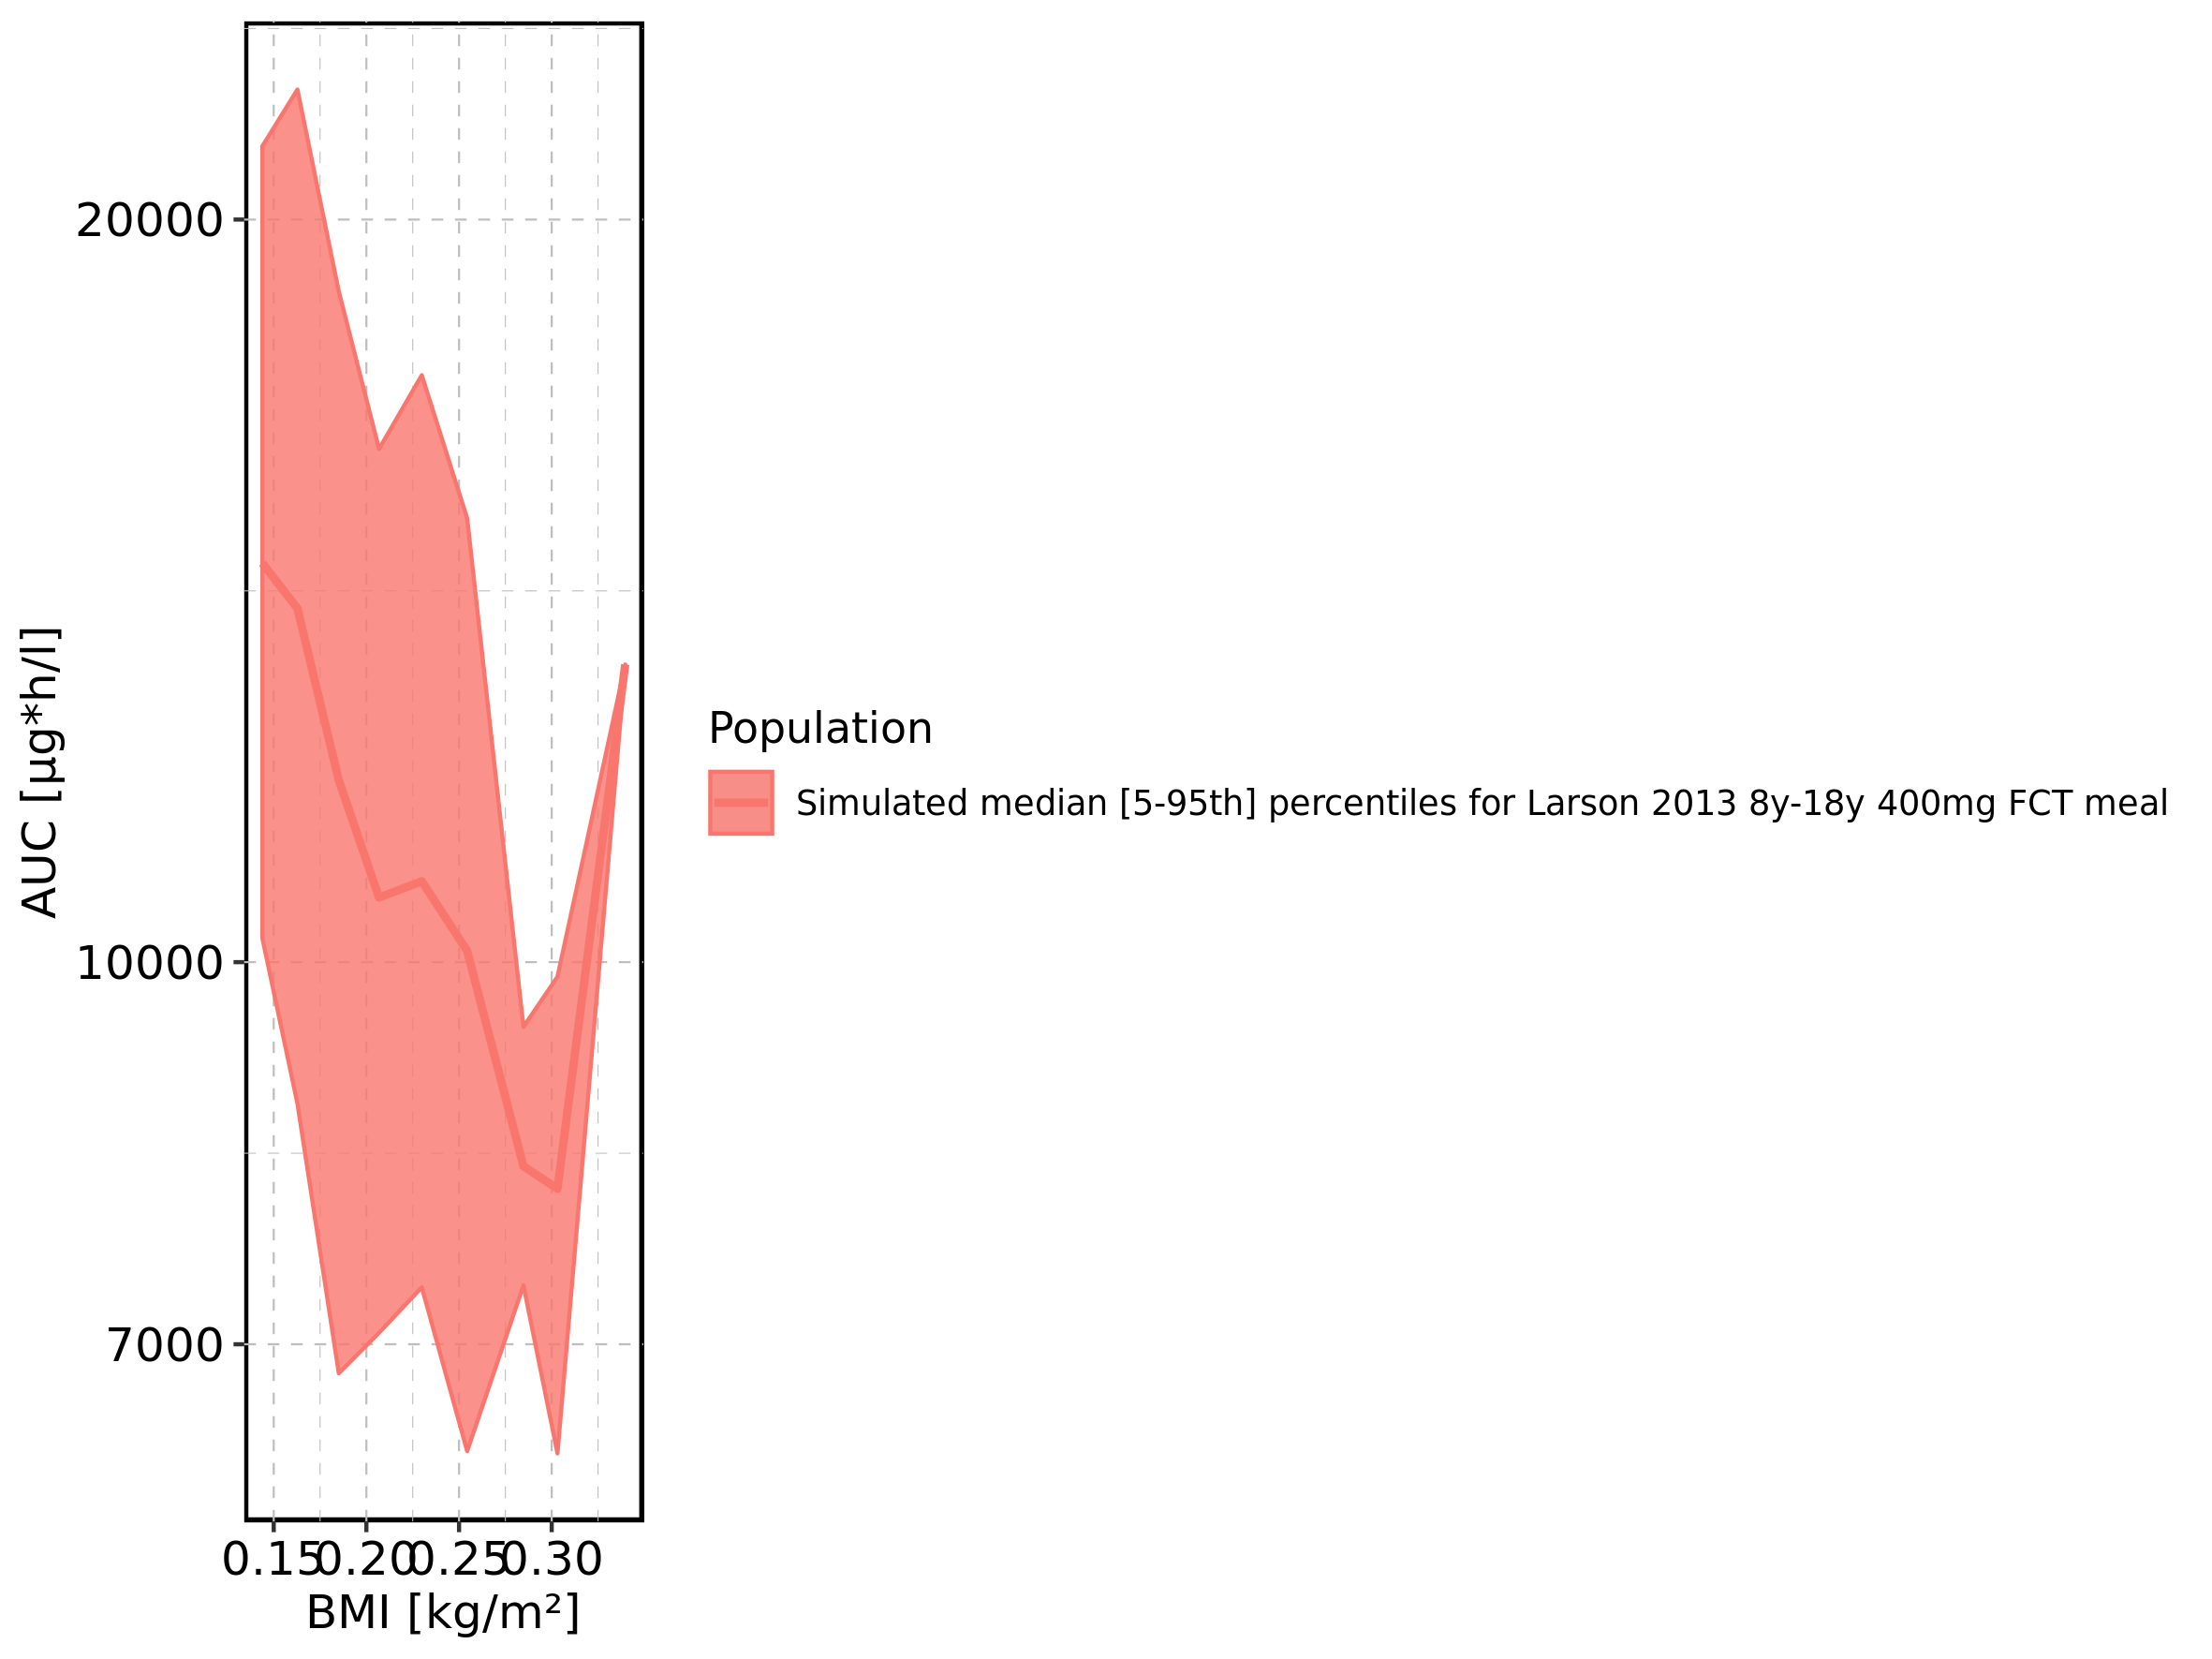 20000
10000
7000
AUC [µg*h/l]
0.15 0.20 0.25 0.30
BMI [kg/m²]
Population
Simulated median [5-95th] percentiles for Larson 2013 8y-18y 400mg FCT meal